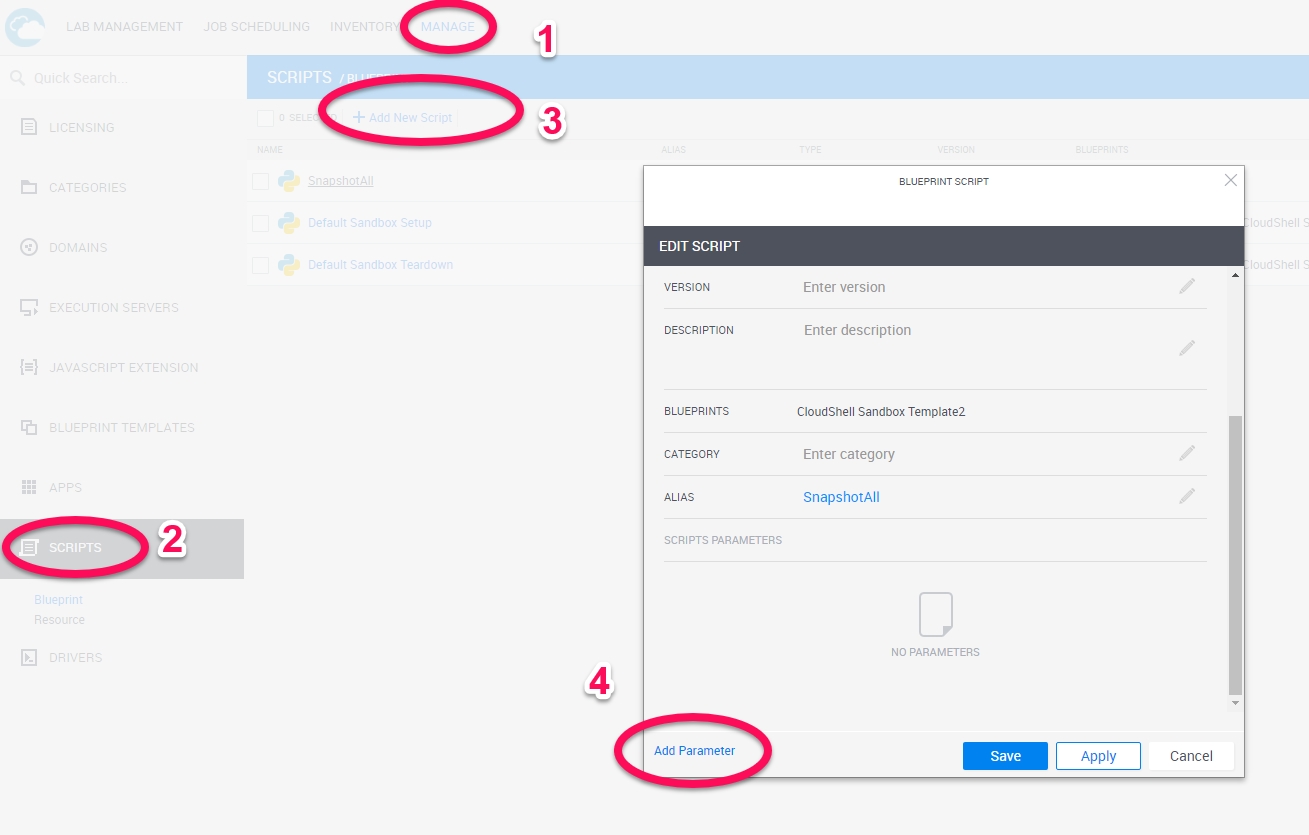 LAB MANAGEMENT JOB SCHEDULING INVENTORY MANAGE
1
Quick Search...
SCRIPTS
0 SELEC
Add New Script
3
NAME ALIAS TYPE VERSION BLUEPRINTS
LICENSING
CATEGORIES
DOMAINS
EXECUTION SERVERS
JAVASCRIPT EXTENSION
BLUEPRINT TEMPLATES
APPS
SCRIPTS
2
Blueprint
Resource
DRIVERS
SnapshotAll
Default Sandbox Setup
CloudShell S
Default Sandbox Teardown
CloudShell S
BLUEPRINT SCRIPT
EDIT SCRIPT
VERSION Enter version
DESCRIPTION Enter description
BLUEPRINTS CloudShell Sandbox Template2
CATEGORY Enter category
ALIAS SnapshotAll
SCRIPTS PARAMETERS
NO PARAMETERS
4
Add Parameter
Save Apply Cancel